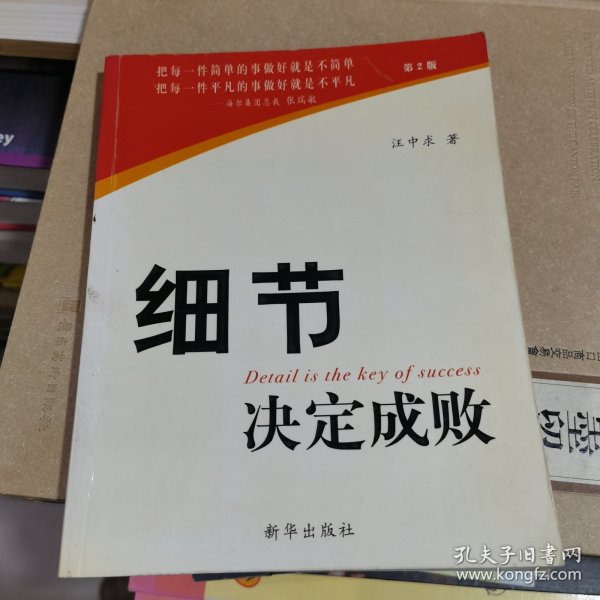 把每一件简单的事做好就是不简单
把每一件平凡的事做好就是不平凡
——海尔集团总裁 张瑞敏
第2版
汪中求 著
细节
Detail is the key of success
决定成败
新华出版社
孔夫子旧书网
www.kongfz.com